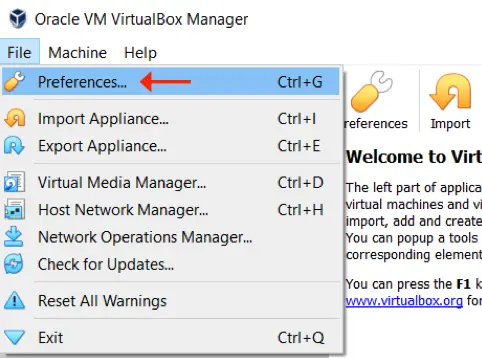 Oracle VM VirtualBox Manager
File Machine Help
Preferences... Ctrl+G
Import Appliance... Ctrl+I
Export Appliance... Ctrl+E
Virtual Media Manager... Ctrl+D
Host Network Manager... Ctrl+H
Network Operations Manager...
Check for Updates...
Reset All Warnings
Exit Ctrl+Q
references Import
Welcome to Virt
The left part of applica
virtual machines and vi
import, add and create
You can popup a tools
corresponding element
You can press the F1 k
www.virtualbox.org for